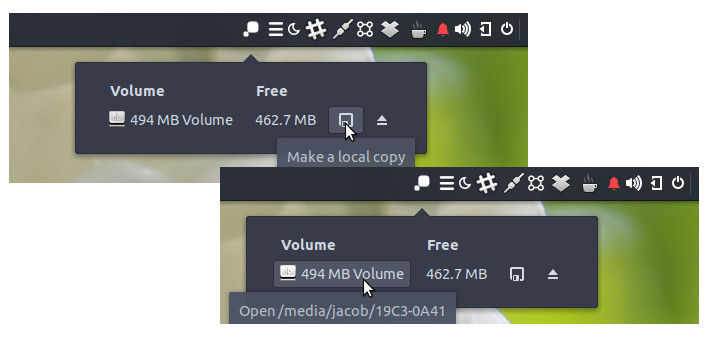 Volume Free
494 MB Volume 462.7 MB
Make a local copy
Volume Free
494 MB Volume 462.7 MB
Open /media/jacob/19C3-0A41